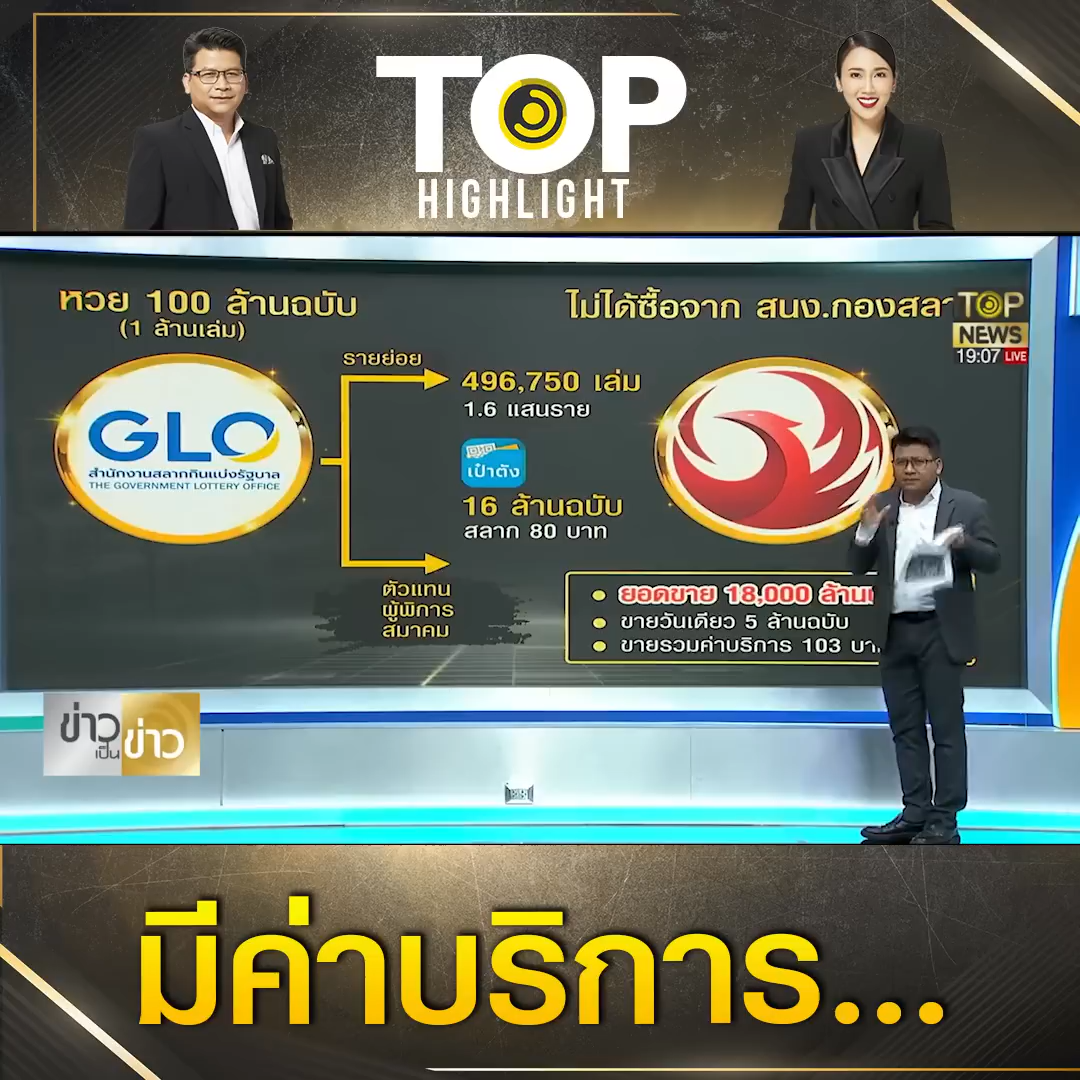 TOP
HIGHLIGHT
หวย 100 ล้านฉบับ
(1 ล้านเล่ม)
ไม่ได้ซื้อจาก สนง.กองสลา
TOP
NEWS
19:07 LIVE
รายย่อย
496,750 เล่ม
1.6 แสนราย
GLO
สำนักงานสลากกินแบ่งรัฐบาล
THE GOVERNMENT LOTTERY OFFICE
เป๋าตัง
16 ล้านฉบับ
สลาก 80 บาท
ตัวแทน
ผู้พิการ
สมาคม
ยอดขาย 18,000 ล้าน
ขายวันเดียว 5 ล้านฉบับ
ขายรวมค่าบริการ 103
ข่าว
เป็น
ข่าว
มีค่าบริการ...